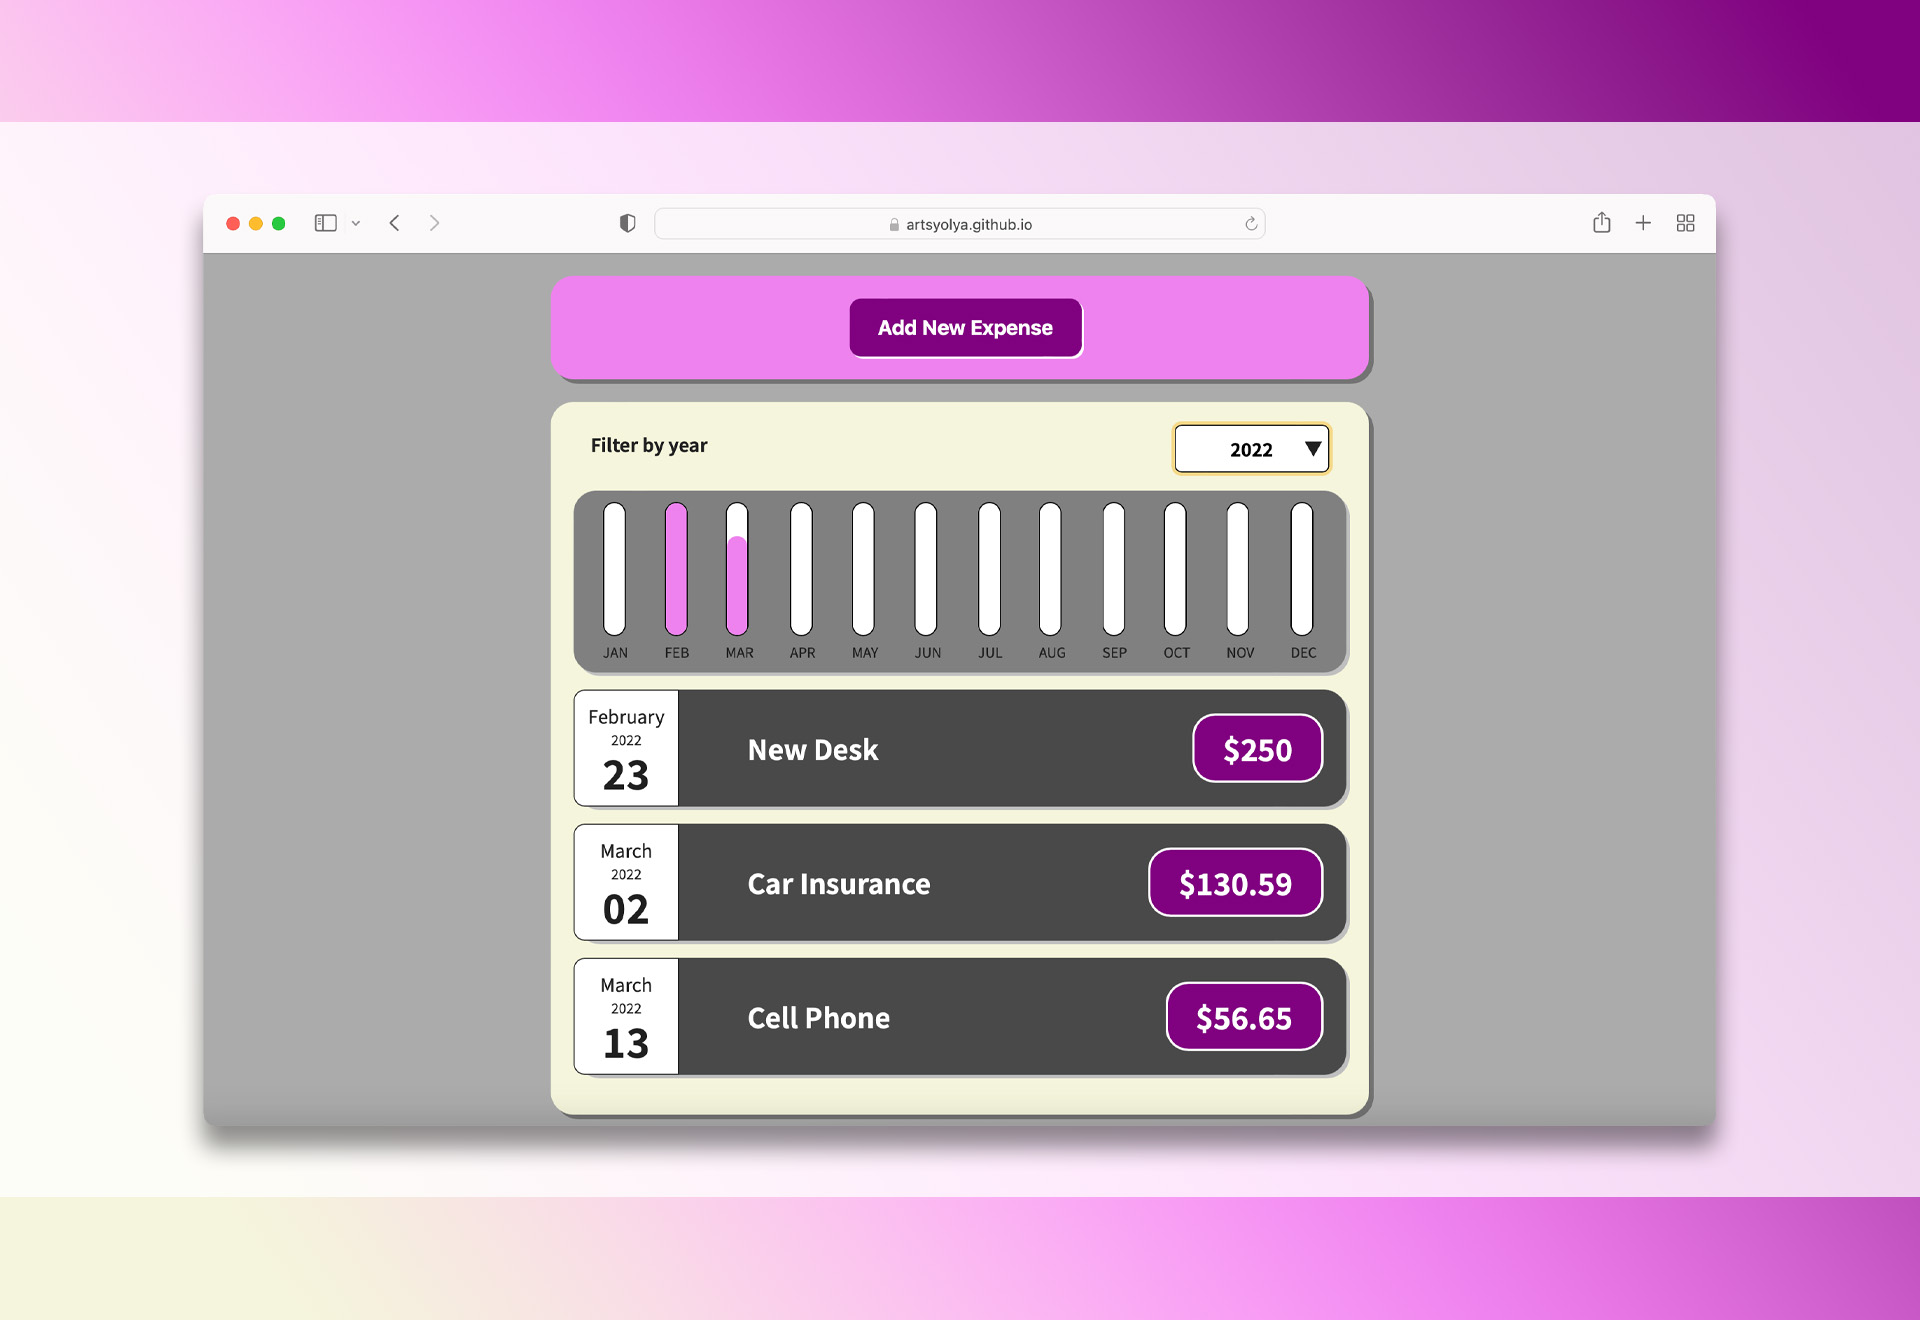 artsyolya.github.io
Add New Expense
Filter by year
2022
JAN FEB MAR APR MAY JUN JUL AUG SEP OCT NOV DEC
February
2022
23
New Desk
$250
March
2022
02
Car Insurance
$130.59
March
2022
13
Cell Phone
$56.65